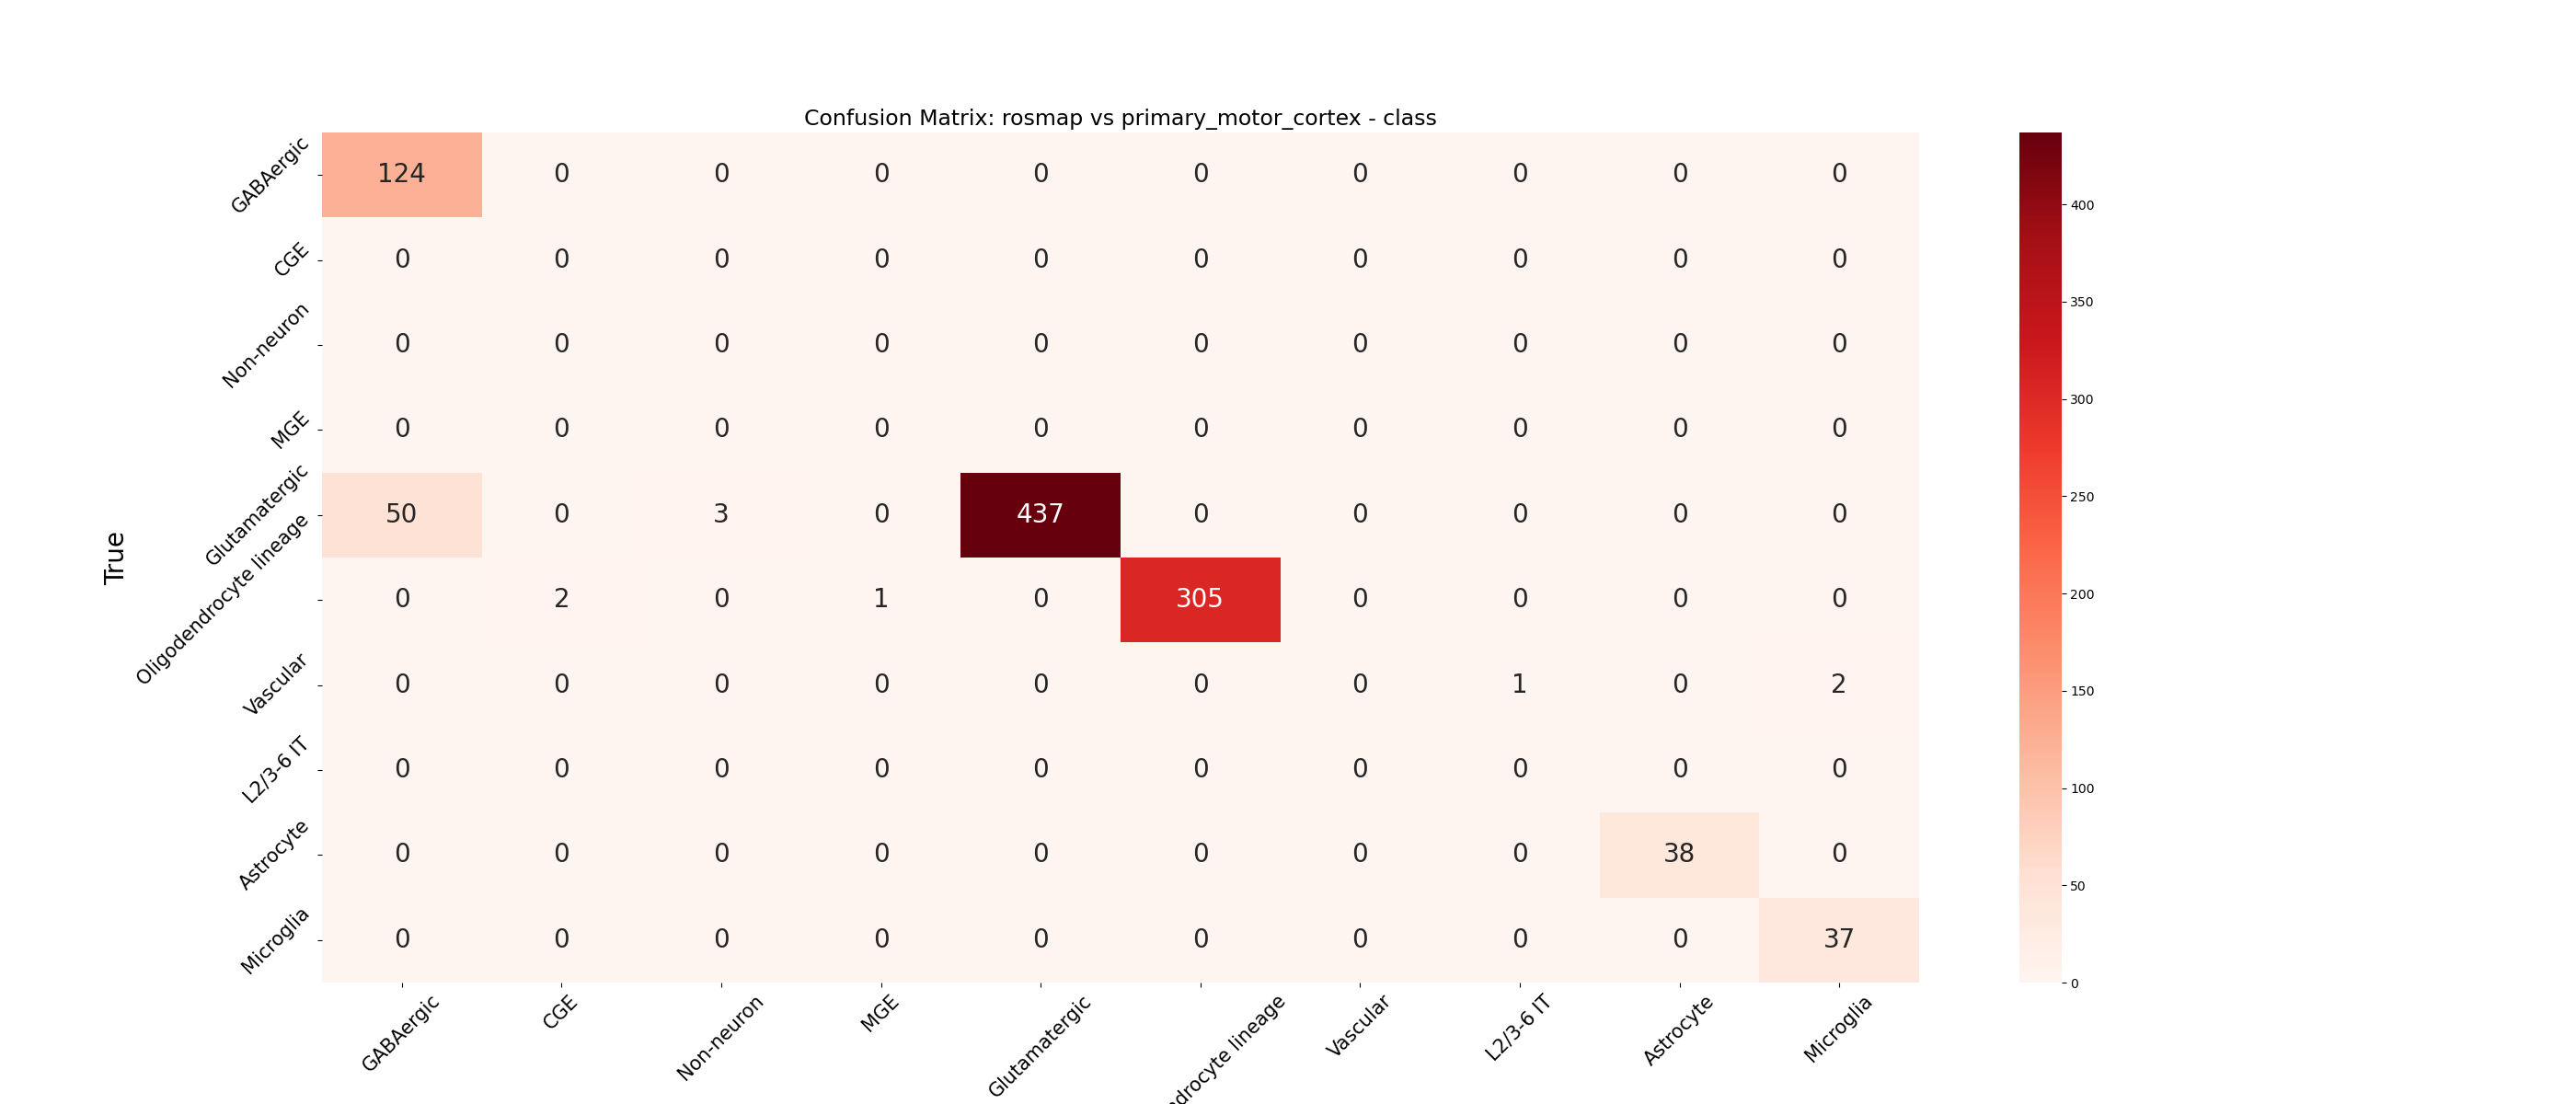 Confusion Matrix: rosmap vs primary_motor_cortex - class
True
GABAergic 124 0 0 0 0 0 0 0 0 0
CGE 0 0 0 0 0 0 0 0 0 0
Non-neuron 0 0 0 0 0 0 0 0 0 0
MGE 0 0 0 0 0 0 0 0 0 0
Glutamatergic 50 0 3 0 437 0 0 0 0 0
Oligodendrocyte lineage 0 2 0 1 0 305 0 0 0 0
Vascular 0 0 0 0 0 0 0 1 0 2
L2/3-6 IT 0 0 0 0 0 0 0 0 0 0
Astrocyte 0 0 0 0 0 0 0 0 38 0
Microglia 0 0 0 0 0 0 0 0 0 37
GABAergic CGE Non-neuron MGE Glutamatergic drocyte lineage Vascular L2/3-6 IT Astrocyte Microglia
400
350
300
250
200
150
100
50
0